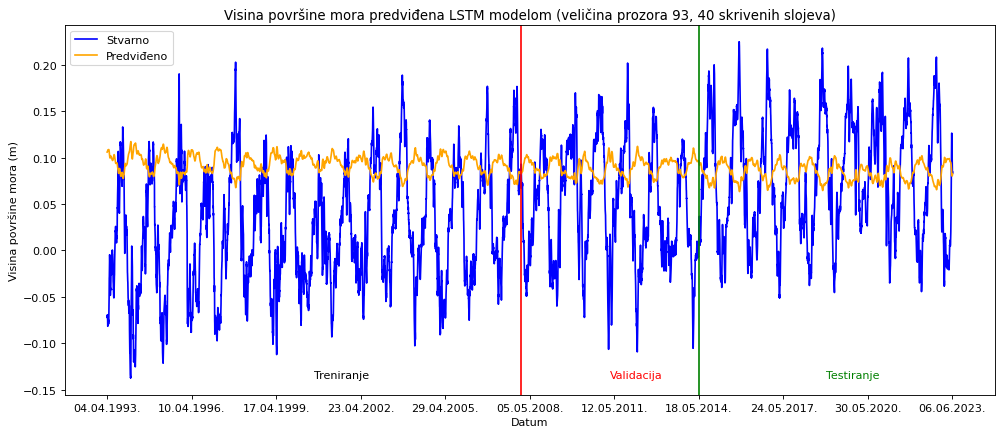 Visina površine mora predviđena LSTM modelom (veličina prozora 93, 40 skrivenih slojeva)
Stvarno
Predviđeno
Visina površine mora (m)
0.20
0.15
0.10
0.05
0.00
−0.05
−0.10
−0.15
Treniranje
Validacija
Testiranje
04.04.1993.
10.04.1996.
17.04.1999.
23.04.2002.
29.04.2005.
05.05.2008.
12.05.2011.
18.05.2014.
24.05.2017.
30.05.2020.
06.06.2023.
Datum